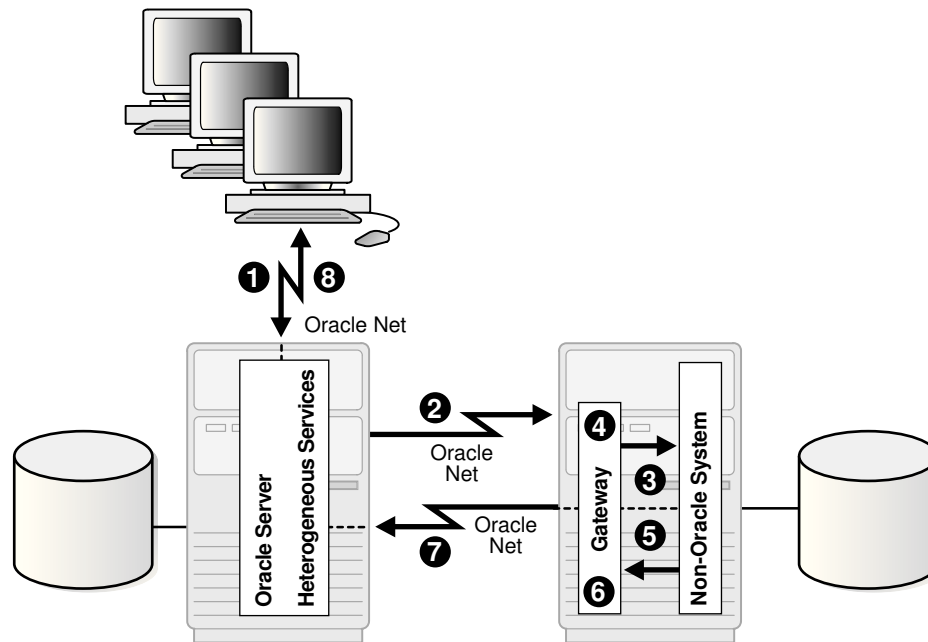 1
8
Oracle Net
Oracle Server
Heterogeneous Services
2
Oracle
Net
7
Oracle
Net
Gateway
4
3
5
6
Non-Oracle System